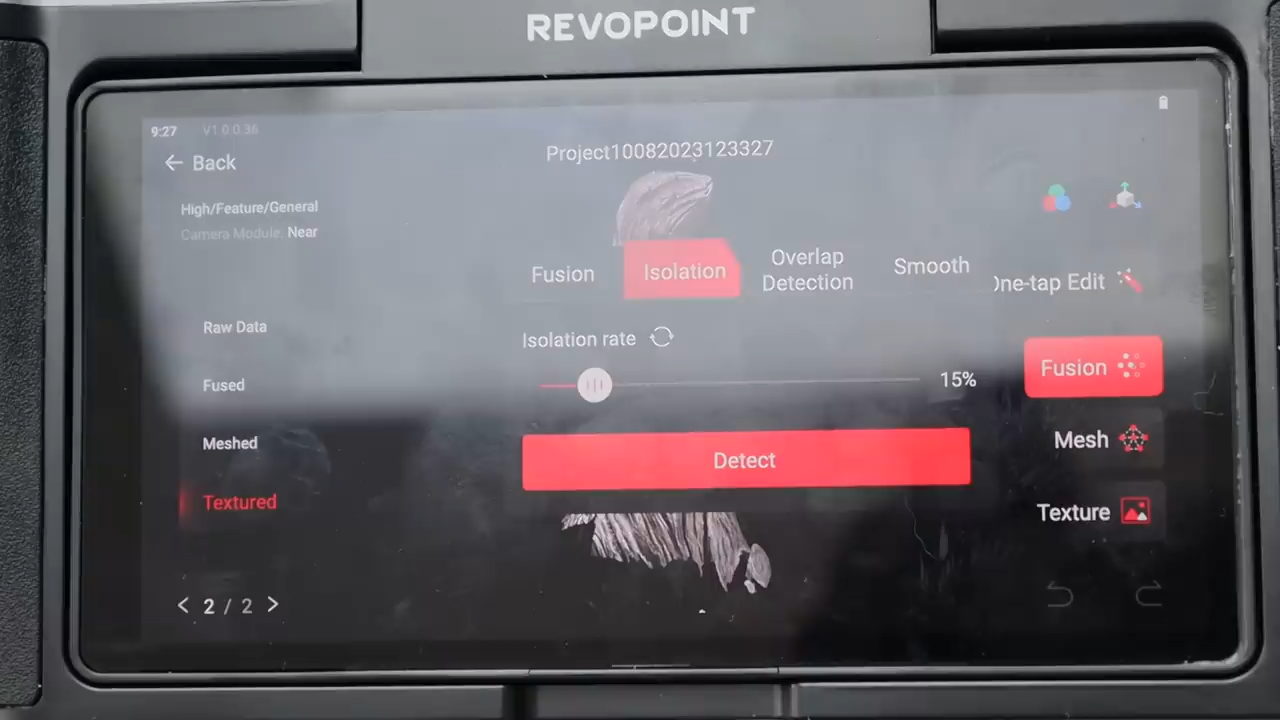 REVOPOINT
9:27 V1.0.0.36
Back
Project10082023123327
High/Feature/General
Camera Module: Near
Fusion
Isolation
Overlap
Detection
Smooth
One-tap Edit
Raw Data
Isolation rate
Fusion
Fused
15%
Meshed
Mesh
Detect
Textured
Texture
< 2 / 2 >